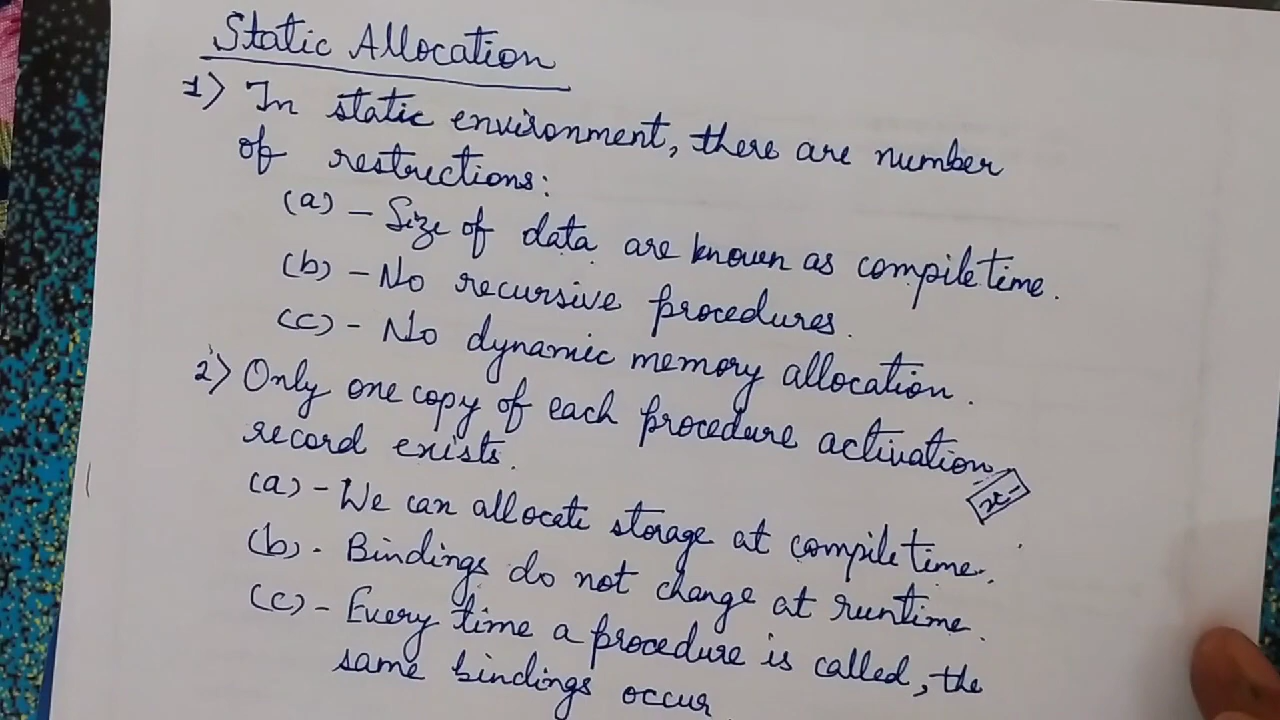 Static Allocation
1) In static environment, there are number
of restrictions:
(a) - Size of data are known as compile time.
(b) - No recursive procedures.
(c) - No dynamic memory allocation.
2) Only one copy of each procedure activation
record exists.
(a) - We can allocate storage at compile time.
(b) - Bindings do not change at runtime.
(c) - Every time a procedure is called, the
same bindings occur